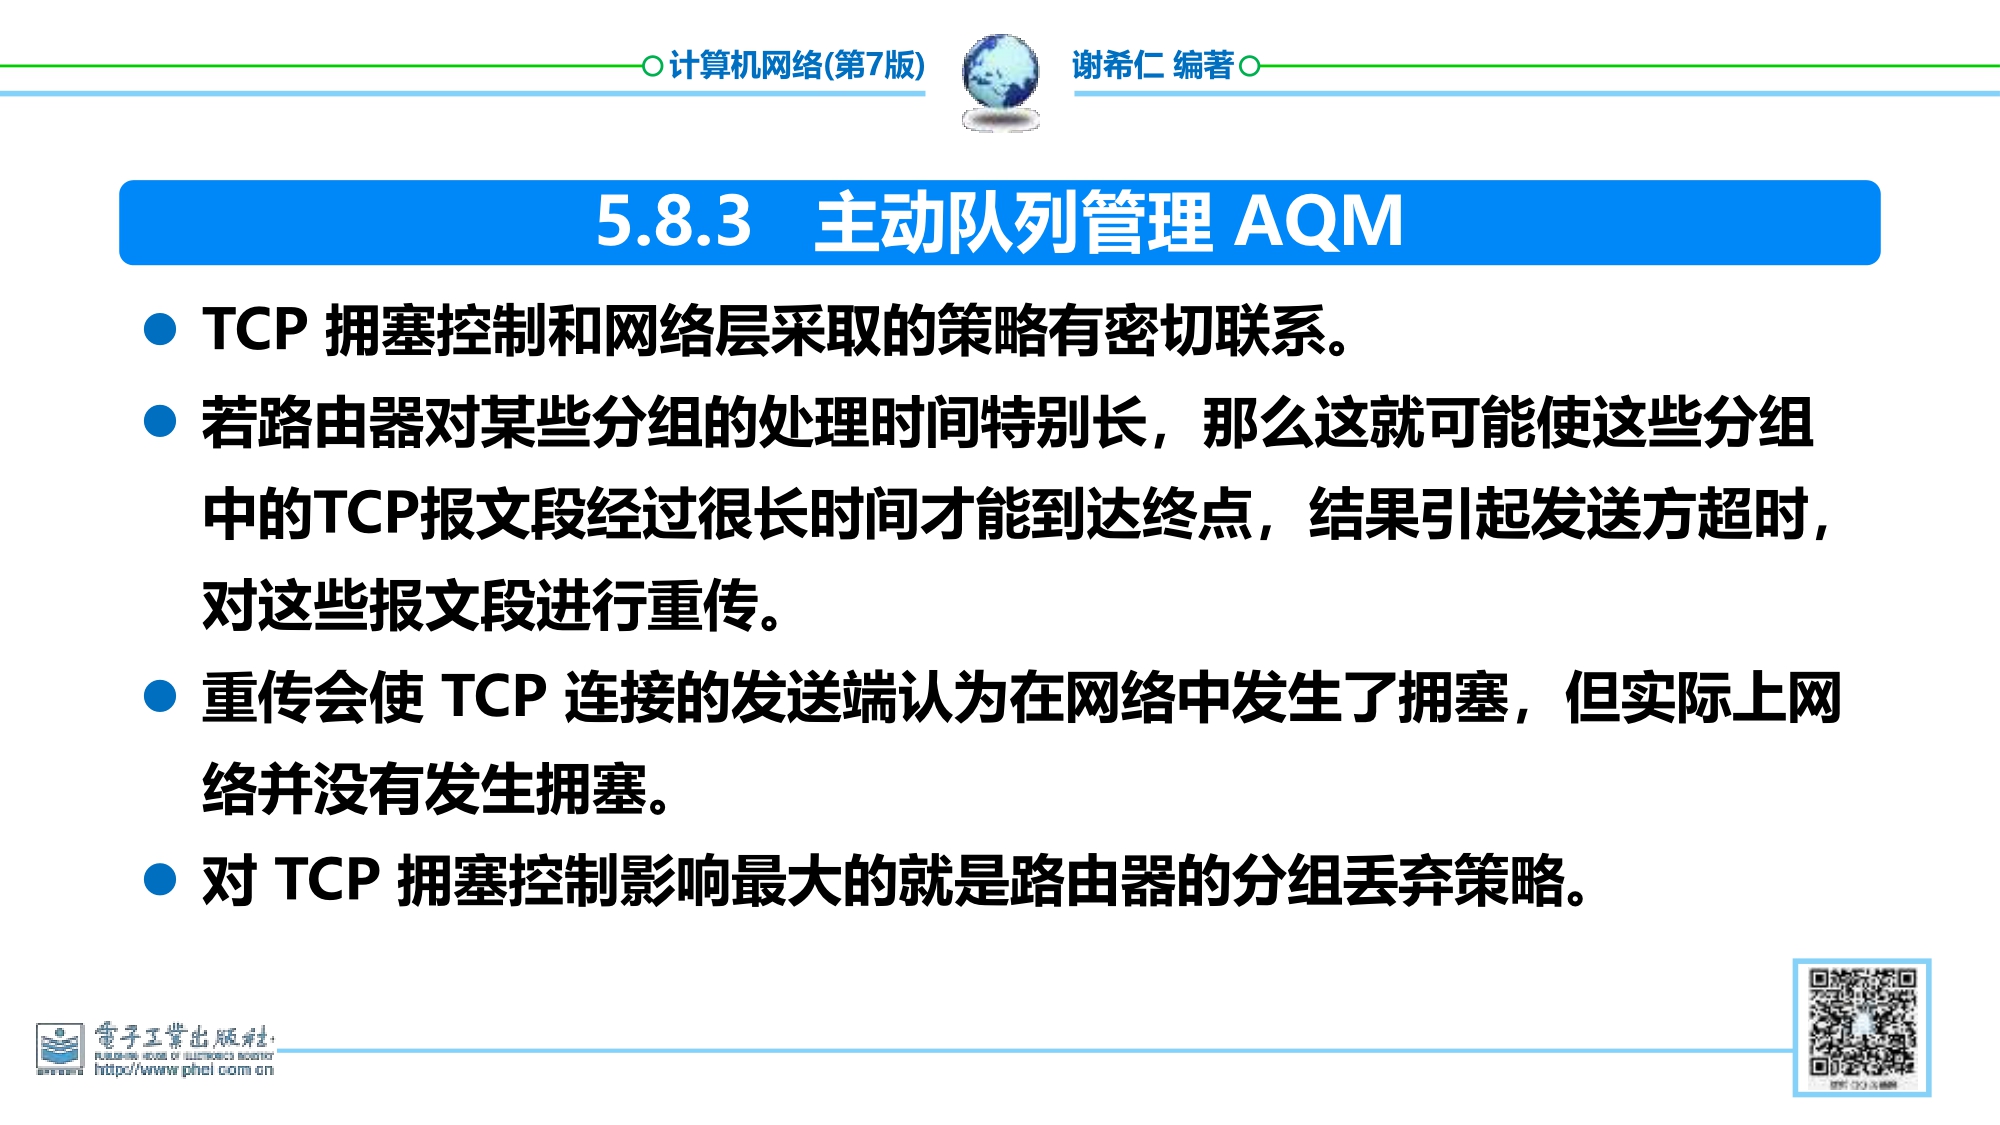 计算机网络(第7版)
谢希仁 编著
5.8.3 主动队列管理 AQM
TCP 拥塞控制和网络层采取的策略有密切联系。
若路由器对某些分组的处理时间特别长，那么这就可能使这些分组
中的TCP报文段经过很长时间才能到达终点，结果引起发送方超时，
对这些报文段进行重传。
重传会使 TCP 连接的发送端认为在网络中发生了拥塞，但实际上网
络并没有发生拥塞。
对 TCP 拥塞控制影响最大的就是路由器的分组丢弃策略。
電子工業出版社
PUBLISHING HOUSE OF ELECTRONICS INDUSTRY
http://www.phei.com.cn